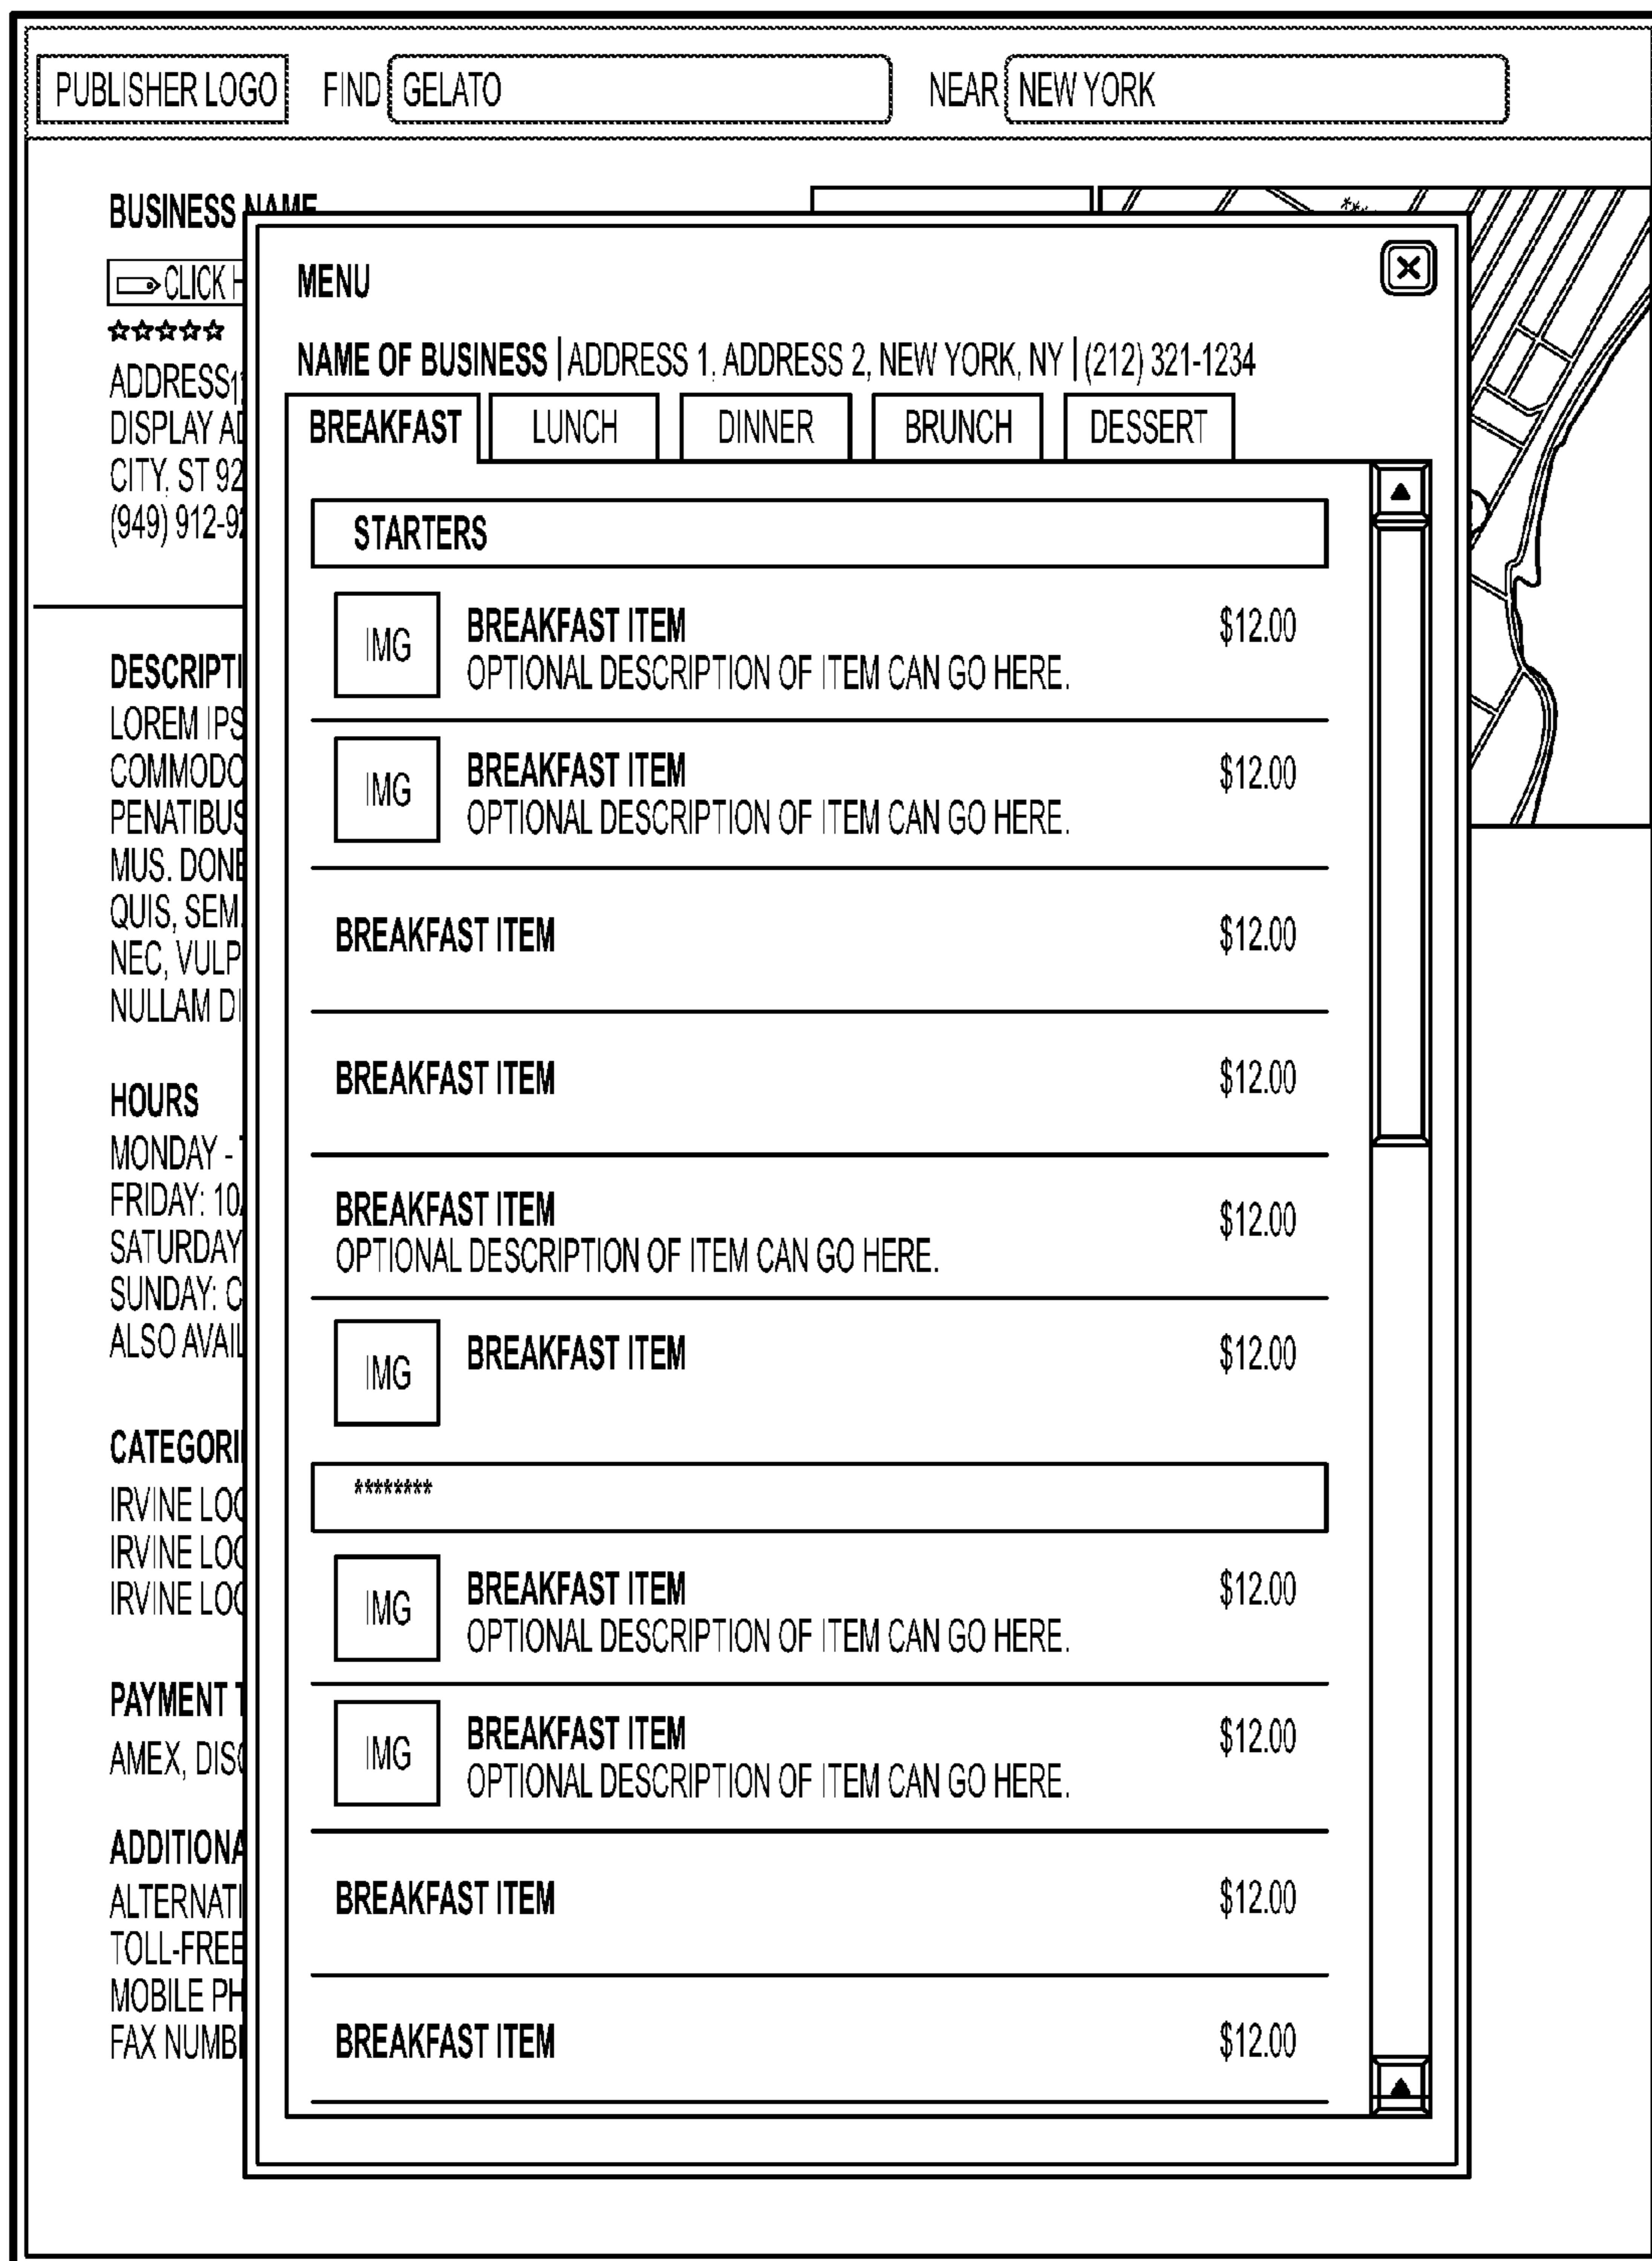 PUBLISHER LOGO FIND GELATO NEAR NEW YORK
BUSINESS NAME
CLICK
ADDRESS
DISPLAY
CITY, ST 92
(949) 912-92
DESCRIPTI
LOREM IPS
COMMODO
PENATIBUS
MUS. DONE
QUIS, SEM.
NEC, VULP
NULLAM DI
HOURS
MONDAY -
FRIDAY: 10
SATURDAY
SUNDAY: C
ALSO AVAIL
CATEGORI
IRVINE LOC
IRVINE LOC
IRVINE LOC
PAYMENT
AMEX, DISC
ADDITIONA
ALTERNATI
TOLL-FREE
MOBILE PH
FAX NUMB
MENU
NAME OF BUSINESS | ADDRESS 1, ADDRESS 2, NEW YORK, NY | (212) 321-1234
BREAKFAST LUNCH DINNER BRUNCH DESSERT
STARTERS
IMG BREAKFAST ITEM $12.00
OPTIONAL DESCRIPTION OF ITEM CAN GO HERE.
IMG BREAKFAST ITEM $12.00
OPTIONAL DESCRIPTION OF ITEM CAN GO HERE.
BREAKFAST ITEM $12.00
BREAKFAST ITEM $12.00
BREAKFAST ITEM $12.00
OPTIONAL DESCRIPTION OF ITEM CAN GO HERE.
IMG BREAKFAST ITEM $12.00
********
IMG BREAKFAST ITEM $12.00
OPTIONAL DESCRIPTION OF ITEM CAN GO HERE.
IMG BREAKFAST ITEM $12.00
OPTIONAL DESCRIPTION OF ITEM CAN GO HERE.
BREAKFAST ITEM $12.00
BREAKFAST ITEM $12.00